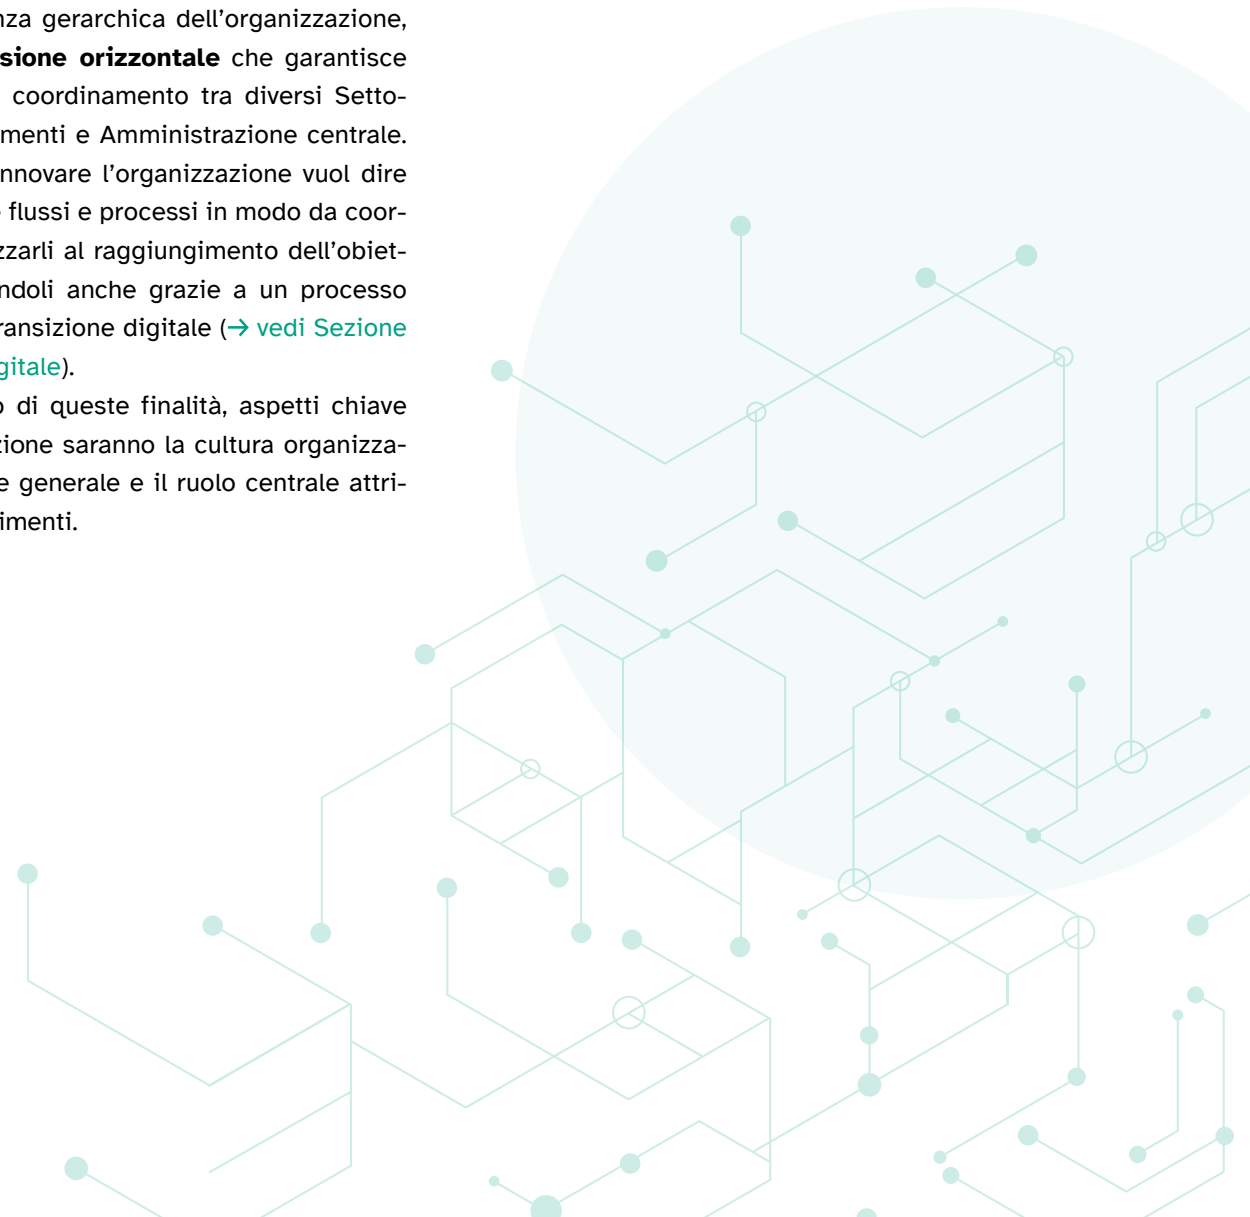 nza gerarchica dell’organizzazione,
sione orizzontale che garantisce
coordinamento tra diversi Setto-
menti e Amministrazione centrale.
nnovare l’organizzazione vuol dire
flussi e processi in modo da coor-
zzarli al raggiungimento dell’obiet-
ndoli anche grazie a un processo
ransizione digitale (→ vedi Sezione
gitale).
o di queste finalità, aspetti chiave
zione saranno la cultura organizza-
e generale e il ruolo centrale attri-
imenti.